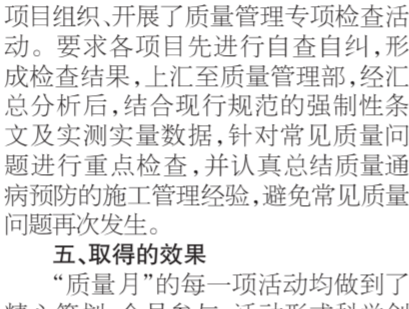 项目组织、开展了质量管理专项检查活
动。要求各项目先进行自查自纠,形
成检查结果,上汇至质量管理部,经汇
总分析后,结合现行规范的强制性条
文及实测实量数据,针对常见质量问
题进行重点检查,并认真总结质量通
病预防的施工管理经验,避免常见质量
问题再次发生。
五、取得的效果
“质量月”的每一项活动均做到了